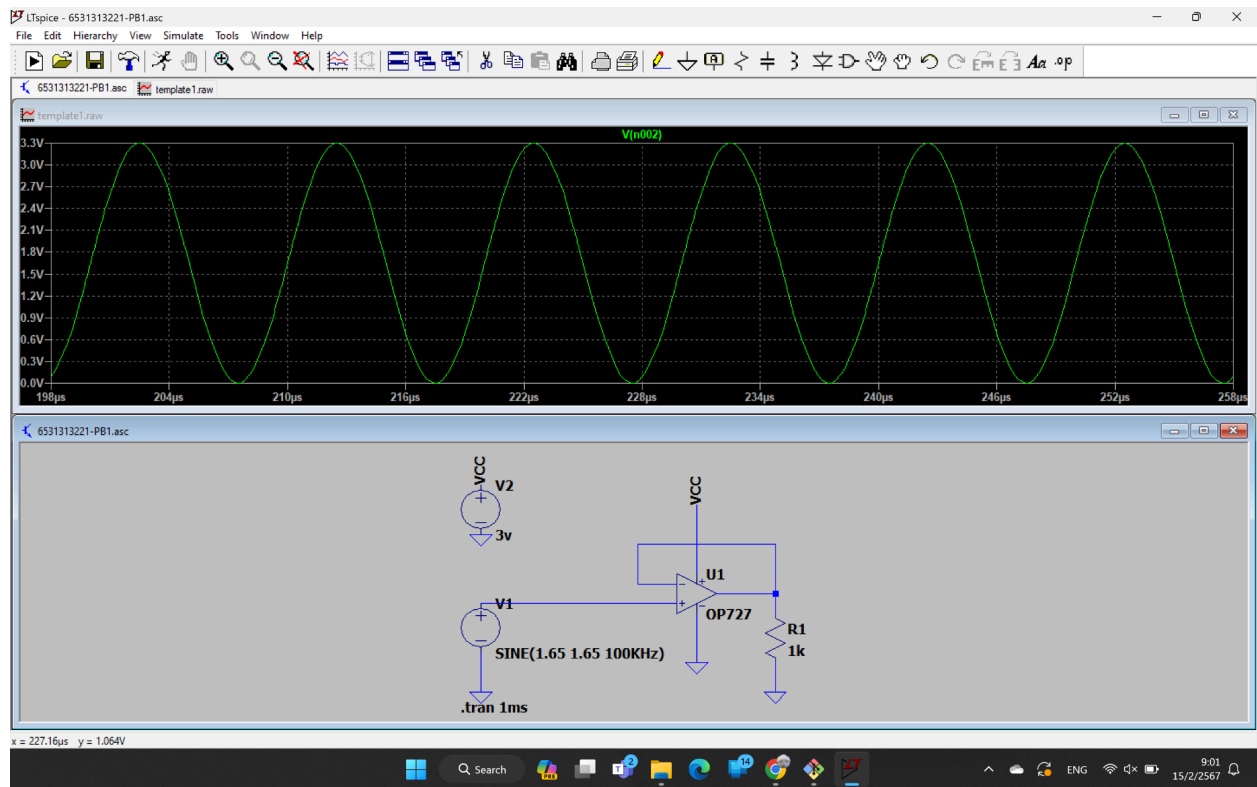 LTspice - 6531313221-PB1.asc
File Edit Hierarchy View Simulate Tools Window Help
Aa .op
6531313221-PB1.asc template1.raw
template1.raw
V(n002)
3.3V
3.0V
2.7V
2.4V
2.1V
1.8V
1.5V
1.2V
0.9V
0.6V
0.3V
0.0V
198µs 204µs 210µs 216µs 222µs 228µs 234µs 240µs 246µs 252µs 258µs
6531313221-PB1.asc
VCC
V2
3v
VCC
U1
OP727
V1
SINE(1.65 1.65 100KHz)
R1
1k
.tran 1ms
x = 227.16µs y = 1.064V
Search
2
14
ENG
9:01
15/2/2567